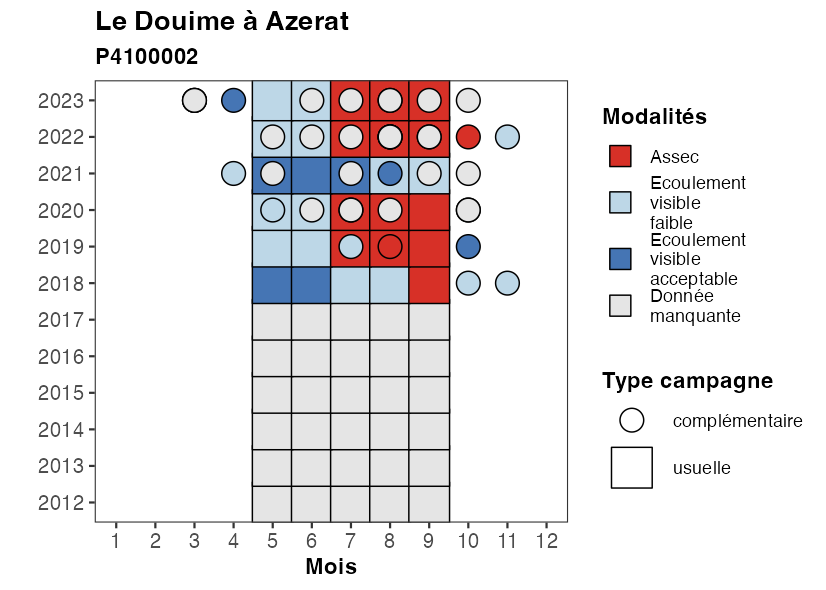 Le Douime à Azerat
P4100002
2023
2022
2021
2020
2019
2018
2017
2016
2015
2014
2013
2012
1 2 3 4 5 6 7 8 9 10 11 12
Mois
Modalités
Assec
Ecoulement
visible
faible
Ecoulement
visible
acceptable
Donnée
manquante
Type campagne
complémentaire
usuelle